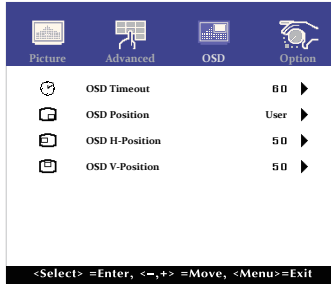 Picture Advanced OSD Option
OSD Timeout 60
OSD Position User
OSD H-Position 50
OSD V-Position 50
<Select> =Enter, <−,+> =Move, <Menu>=Exit